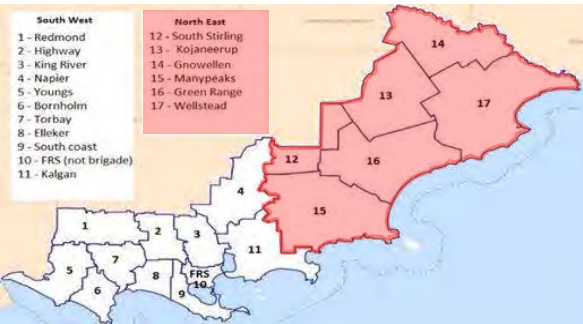 South West
1 - Redmond
2 - Highway
3 - King River
4 - Napier
5 - Youngs
6 - Bornholm
7 - Torbay
8 - Elleker
9 - South coast
10 - FRS (not brigade)
11 - Kalgan
North East
12 - South Stirling
13 - Kojaneerup
14 - Gnowellen
15 - Manypeaks
16 - Green Range
17 - Wellstead
14
13
17
12
16
4
15
1
2
3
11
5
7
8
FRS
10
6
9